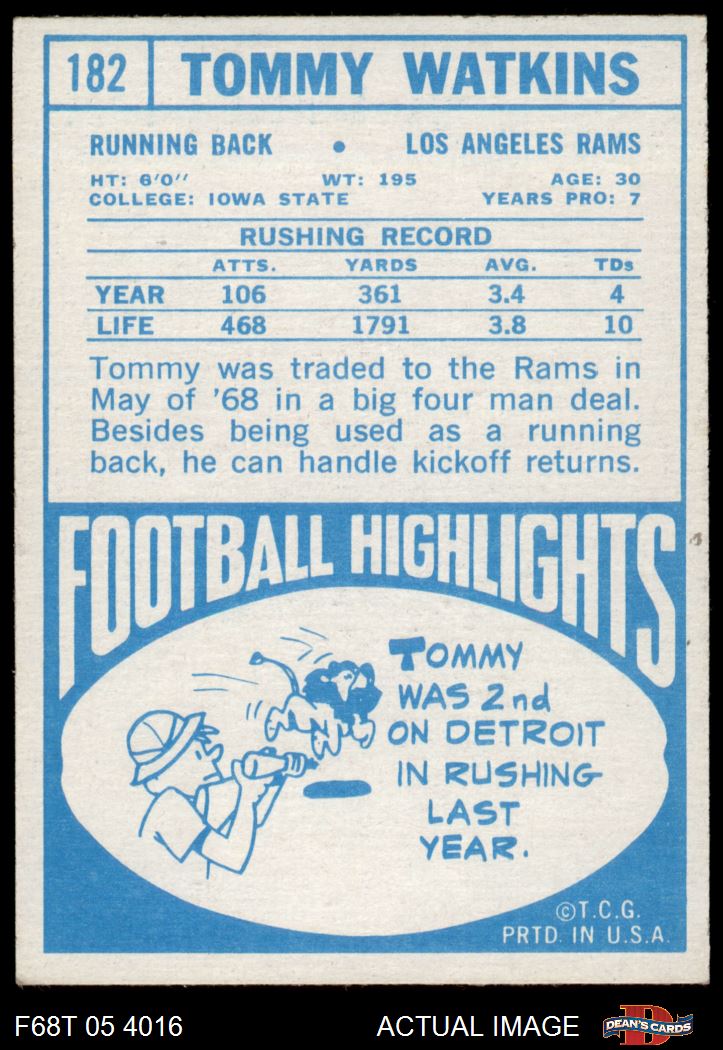 182 TOMMY WATKINS
RUNNING BACK • LOS ANGELES RAMS
HT: 6'0'' WT: 195 AGE: 30
COLLEGE: IOWA STATE YEARS PRO: 7
RUSHING RECORD
ATTS. YARDS AVG. TDs
YEAR 106 361 3.4 4
LIFE 468 1791 3.8 10
Tommy was traded to the Rams in
May of '68 in a big four man deal.
Besides being used as a running
back, he can handle kickoff returns.
FOOTBALL HIGHLIGHTS
TOMMY
WAS 2nd
ON DETROIT
IN RUSHING
LAST
YEAR.
©T.C.G.
PRTD. IN U.S.A.
F68T 05 4016 ACTUAL IMAGE D DEAN'S CARDS